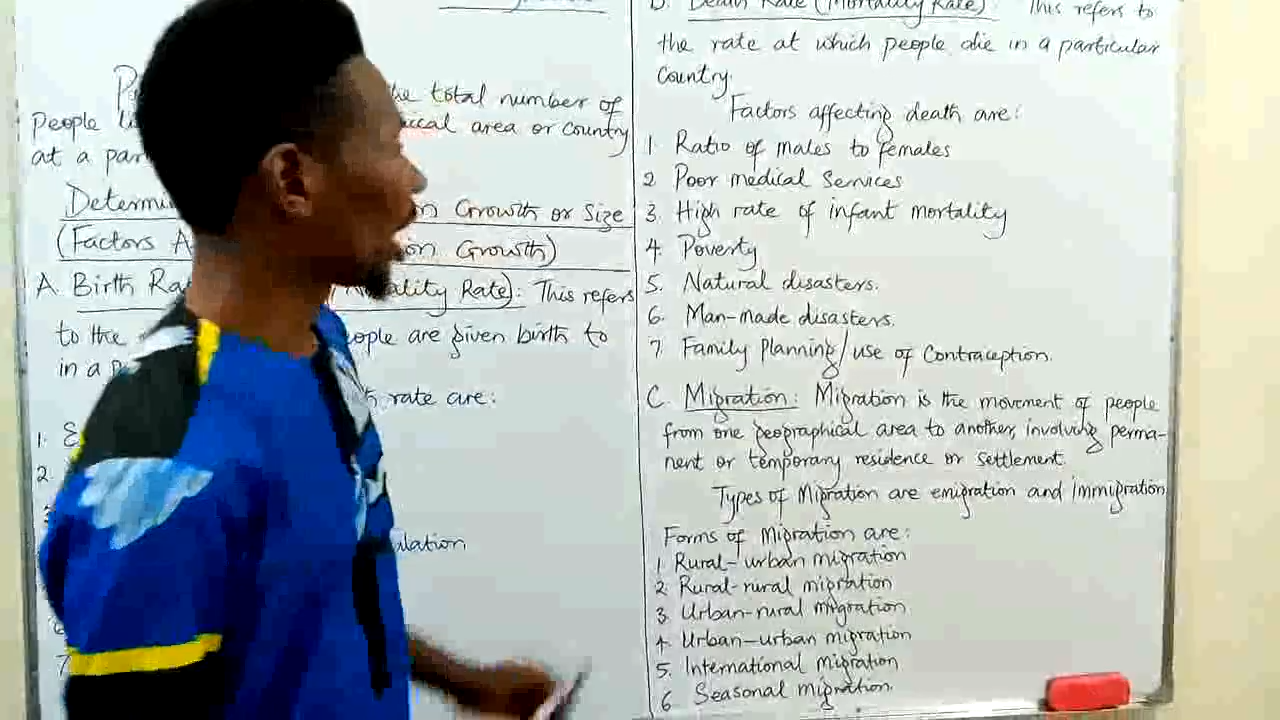 he total number of
People
ical area or country
at a par
Determi
n Growth or Size
(Factors A
on Growth)
A. Birth Ra
ality Rate): This refers
to the
eople are given birth to
in a p
rate are:
1.
2.
ulation
7
B. Death Rate (Mortality Rate): This refers to
the rate at which people die in a particular
Country.
Factors affecting death are:
1. Ratio of males to females
2 Poor medical Services
3. High rate of infant mortality
4. Poverty
5. Natural disasters.
6. Man-made disasters.
7. Family Planning/use of Contraception.
C. Migration: Migration is the movement of people
from one geographical area to another, involving perma-
nent or temporary residence or settlement.
Types of Migration are emigration and immigration
Forms of Migration are:
1 Rural-urban migration
2 Rural-rural migration
3. Urban-rural migration
4. Urban-urban migration
5. International Migration
6 Seasonal migration.